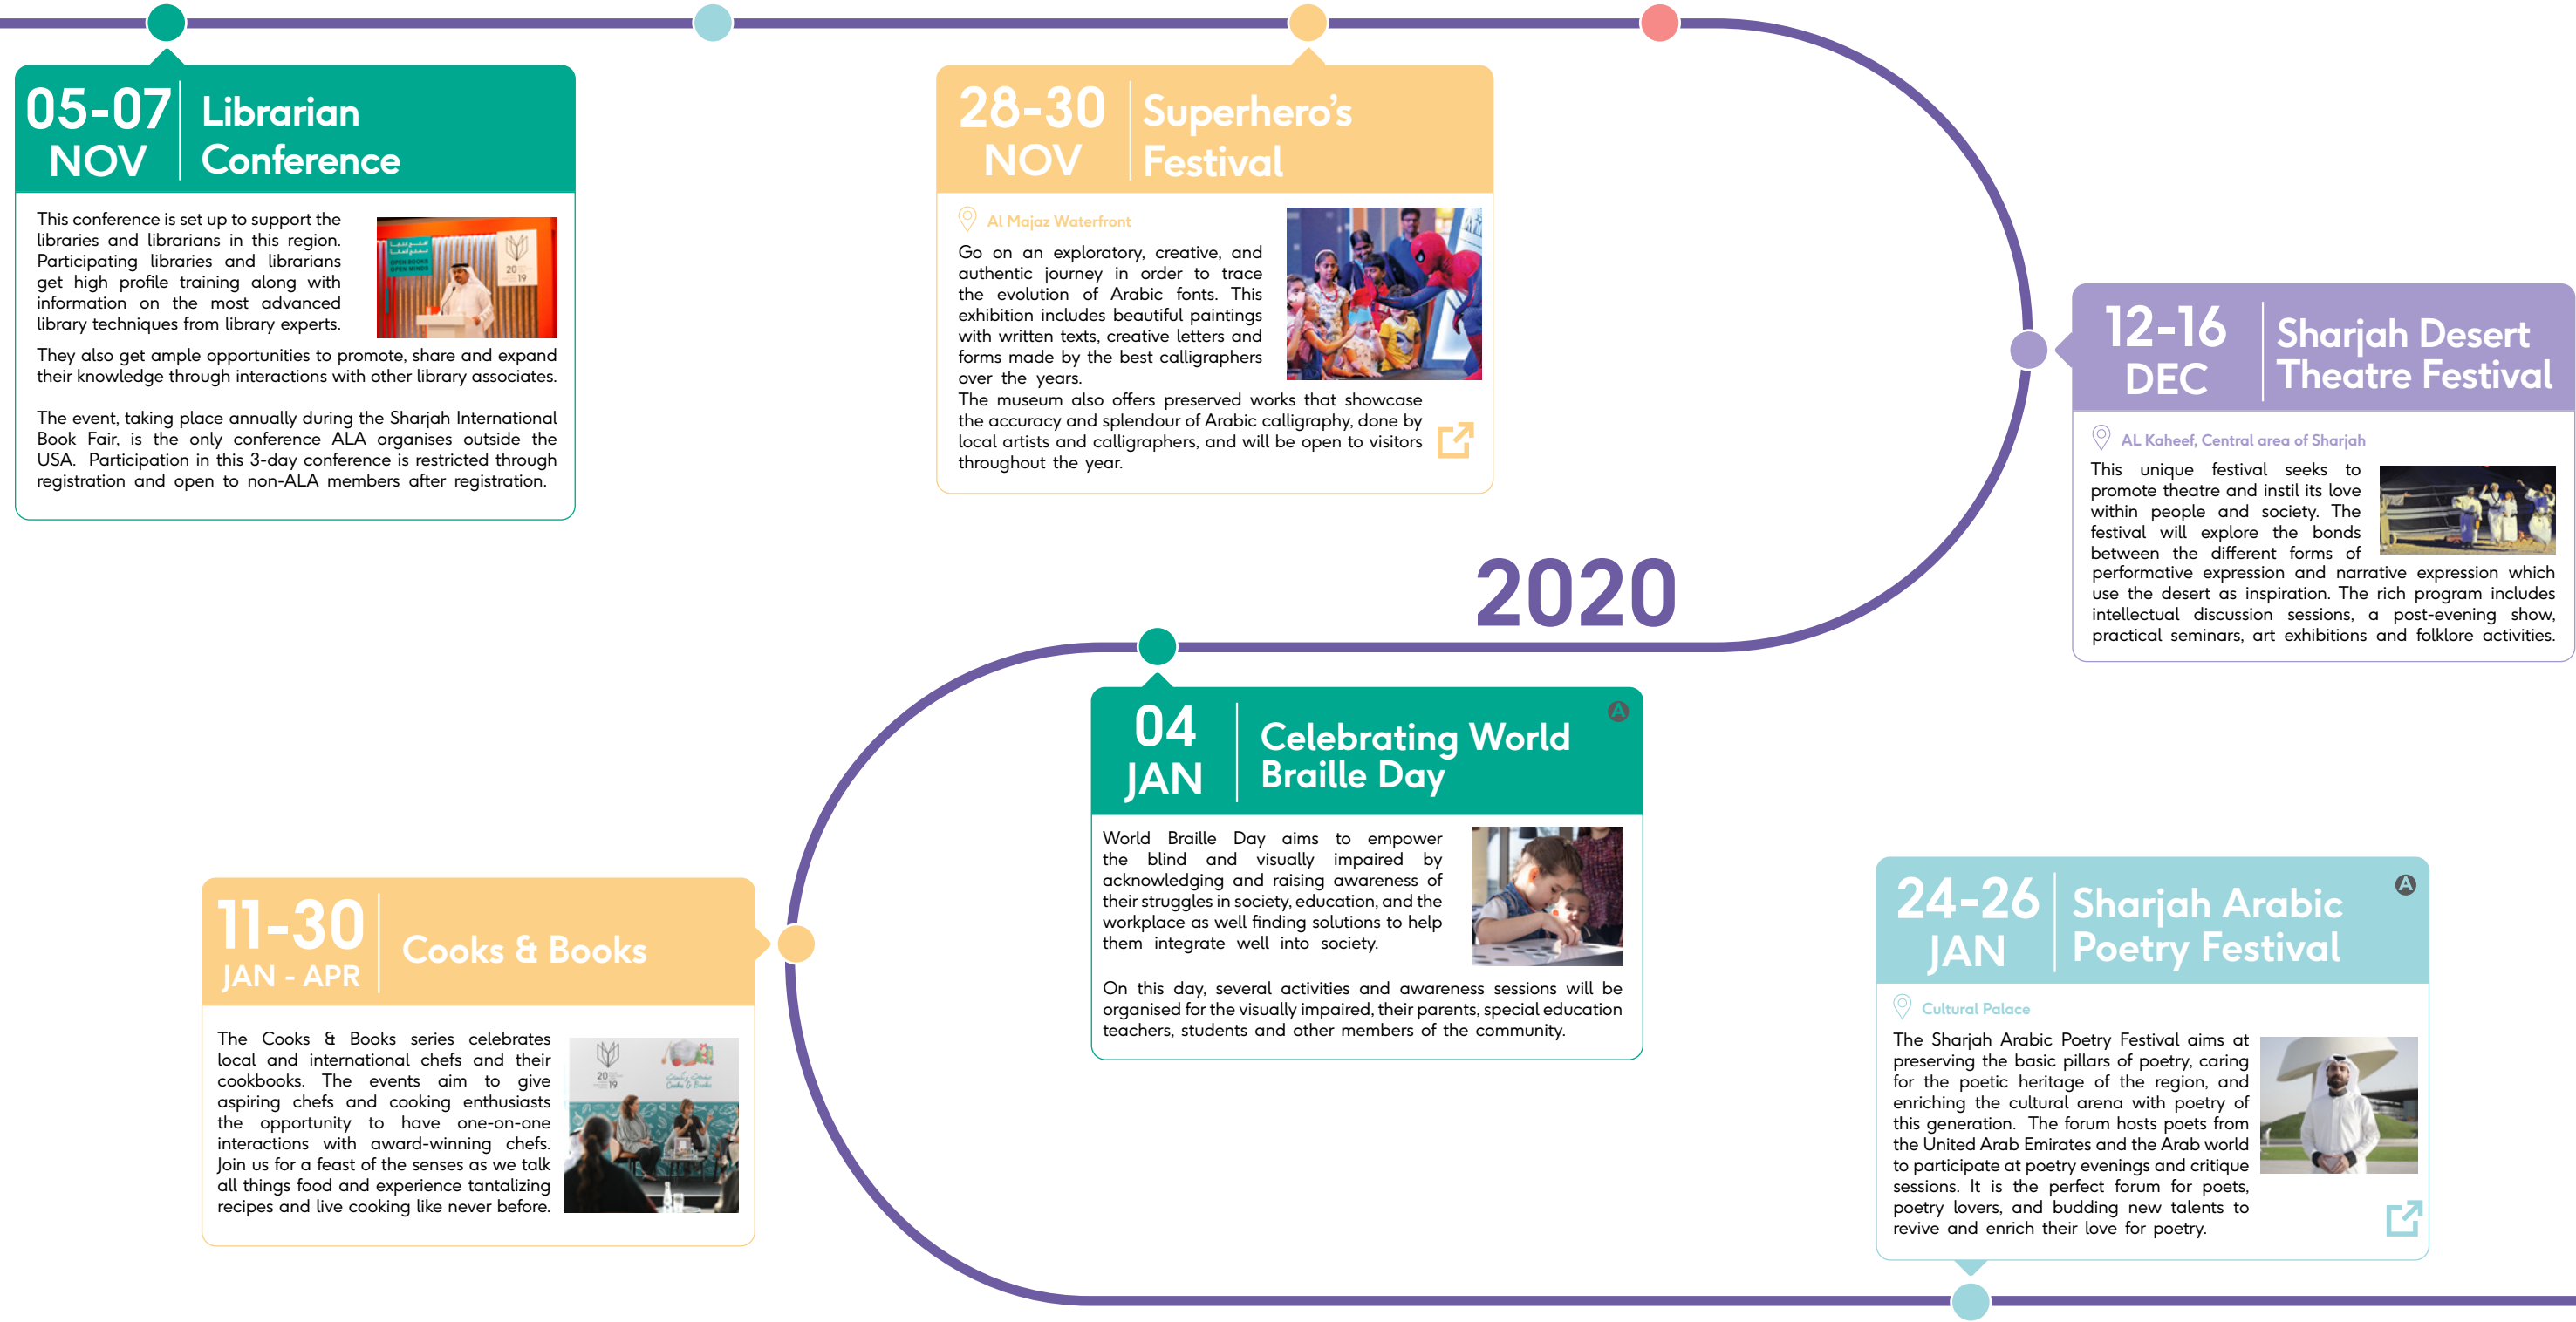 05-07
NOV
Librarian
Conference
This conference is set up to support the
libraries and librarians in this region.
Participating libraries and librarians
get high profile training along with
information on the most advanced
library techniques from library experts.
They also get ample opportunities to promote, share and expand
their knowledge through interactions with other library associates.
The event, taking place annually during the Sharjah International
Book Fair, is the only conference ALA organises outside the
USA. Participation in this 3-day conference is restricted through
registration and open to non-ALA members after registration.
OPEN BOOKS
OPEN MINDS
20
19
28-30
NOV
Superhero's
Festival
Al Majaz Waterfront
Go on an exploratory, creative, and
authentic journey in order to trace
the evolution of Arabic fonts. This
exhibition includes beautiful paintings
with written texts, creative letters and
forms made by the best calligraphers
over the years.
The museum also offers preserved works that showcase
the accuracy and splendour of Arabic calligraphy, done by
local artists and calligraphers, and will be open to visitors
throughout the year.
12-16
DEC
Sharjah Desert
Theatre Festival
AL Kaheef, Central area of Sharjah
This unique festival seeks to
promote theatre and instil its love
within people and society. The
festival will explore the bonds
between the different forms of
performative expression and narrative expression which
use the desert as inspiration. The rich program includes
intellectual discussion sessions, a post-evening show,
practical seminars, art exhibitions and folklore activities.
2020
04
JAN
Celebrating World
Braille Day
A
World Braille Day aims to empower
the blind and visually impaired by
acknowledging and raising awareness of
their struggles in society, education, and the
workplace as well finding solutions to help
them integrate well into society.
On this day, several activities and awareness sessions will be
organised for the visually impaired, their parents, special education
teachers, students and other members of the community.
11-30
JAN - APR
Cooks & Books
The Cooks & Books series celebrates
local and international chefs and their
cookbooks. The events aim to give
aspiring chefs and cooking enthusiasts
the opportunity to have one-on-one
interactions with award-winning chefs.
Join us for a feast of the senses as we talk
all things food and experience tantalizing
recipes and live cooking like never before.
20
19
Cooks & Books
24-26
JAN
Sharjah Arabic
Poetry Festival
A
Cultural Palace
The Sharjah Arabic Poetry Festival aims at
preserving the basic pillars of poetry, caring
for the poetic heritage of the region, and
enriching the cultural arena with poetry of
this generation. The forum hosts poets from
the United Arab Emirates and the Arab world
to participate at poetry evenings and critique
sessions. It is the perfect forum for poets,
poetry lovers, and budding new talents to
revive and enrich their love for poetry.